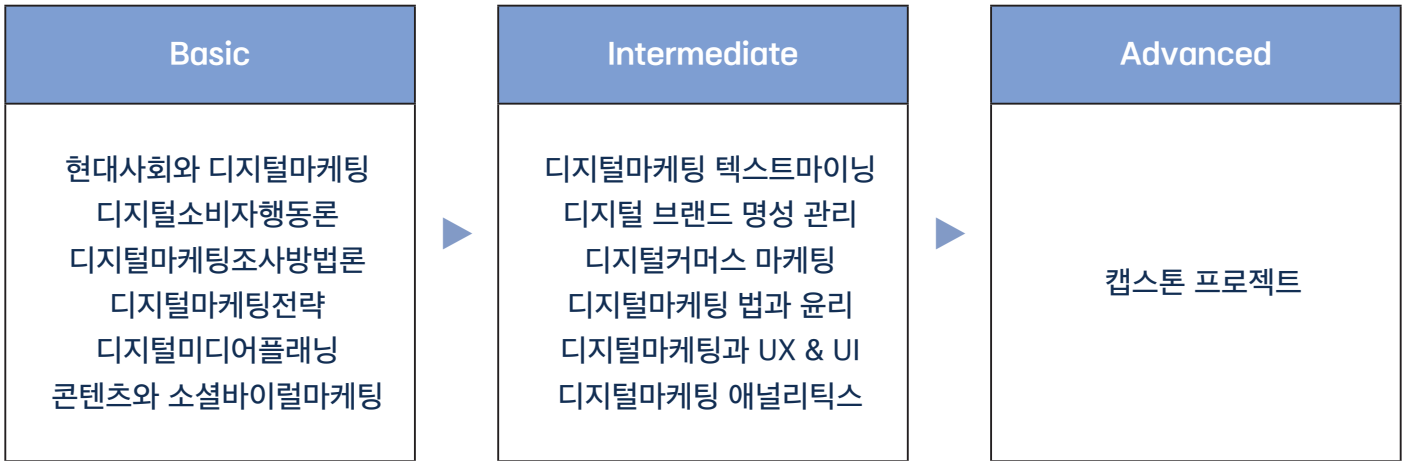 Basic
현대사회와 디지털마케팅
디지털소비자행동론
디지털마케팅조사방법론
디지털마케팅전략
디지털미디어플래닝
콘텐츠와 소셜바이럴마케팅
Intermediate
디지털마케팅 텍스트마이닝
디지털 브랜드 명성 관리
디지털커머스 마케팅
디지털마케팅 법과 윤리
디지털마케팅과 UX & UI
디지털마케팅 애널리틱스
Advanced
캡스톤 프로젝트